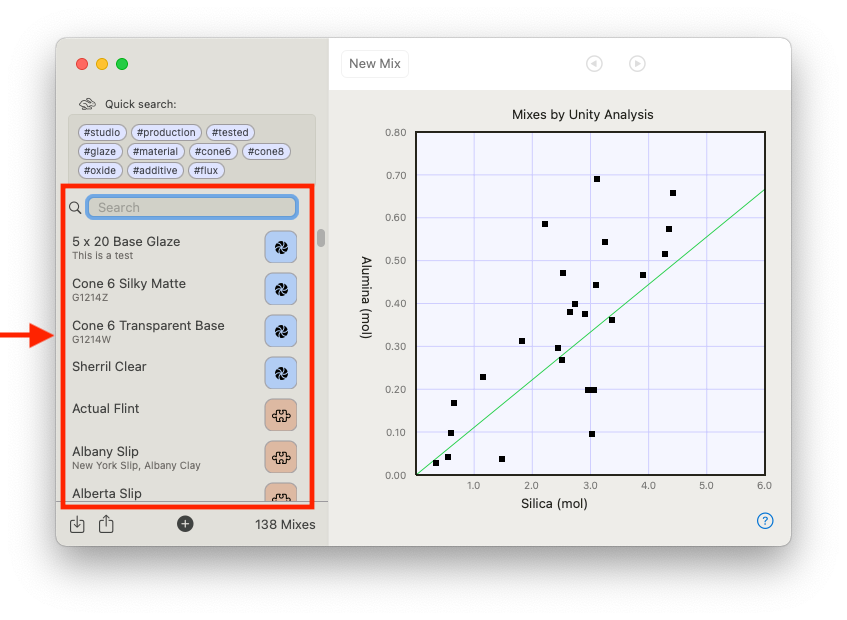 New Mix
Quick search:
#studio #production #tested
#glaze #material #cone6 #cone8
#oxide #additive #flux
Search
5 x 20 Base Glaze
This is a test
Cone 6 Silky Matte
G1214Z
Cone 6 Transparent Base
G1214W
Sherril Clear
Actual Flint
Albany Slip
New York Slip, Albany Clay
Alberta Slip
138 Mixes
Mixes by Unity Analysis
0.80
0.70
0.60
0.50
0.40
0.30
0.20
0.10
0.00
Alumina (mol)
1.0 2.0 3.0 4.0 5.0 6.0
Silica (mol)
?